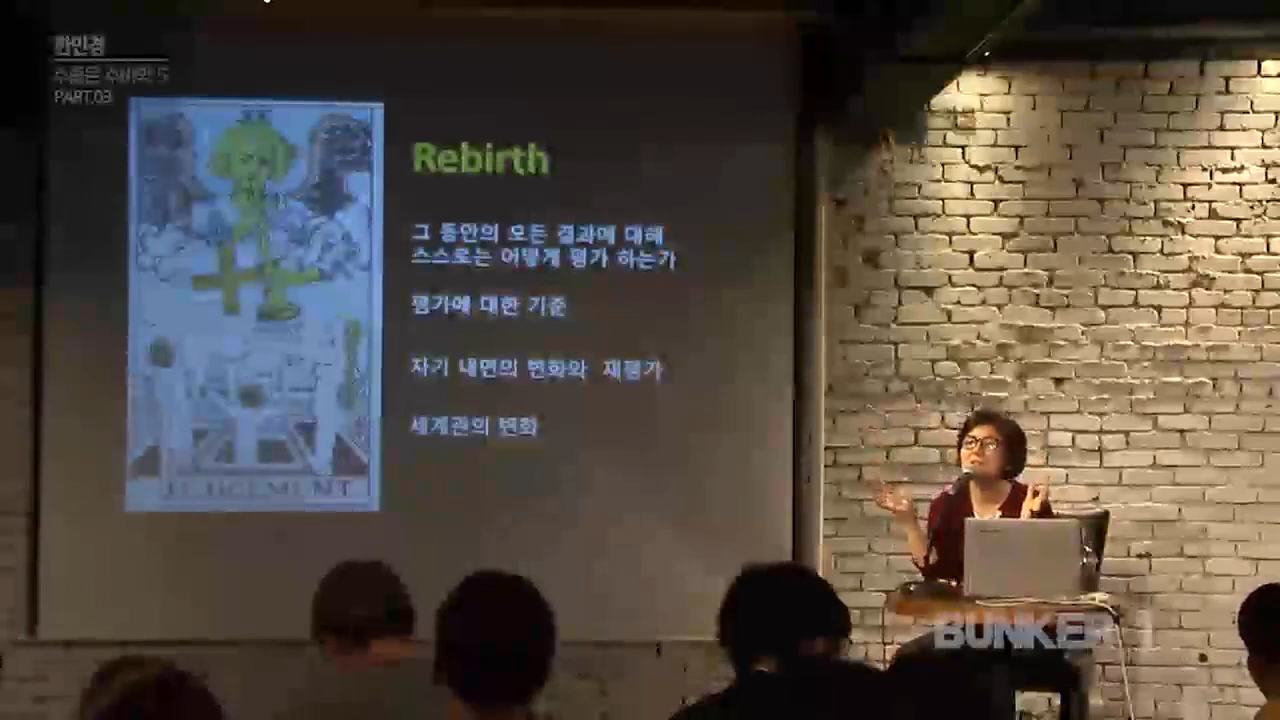 한민경
PART.03
Rebirth
그 동안의 모든 결과에 대해
스스로는 어떻게 평가 하는가
평가에 대한 기준
자기 내면의 변화와 재평가
세계관의 변화
JUDGEMENT
BUNKER 1